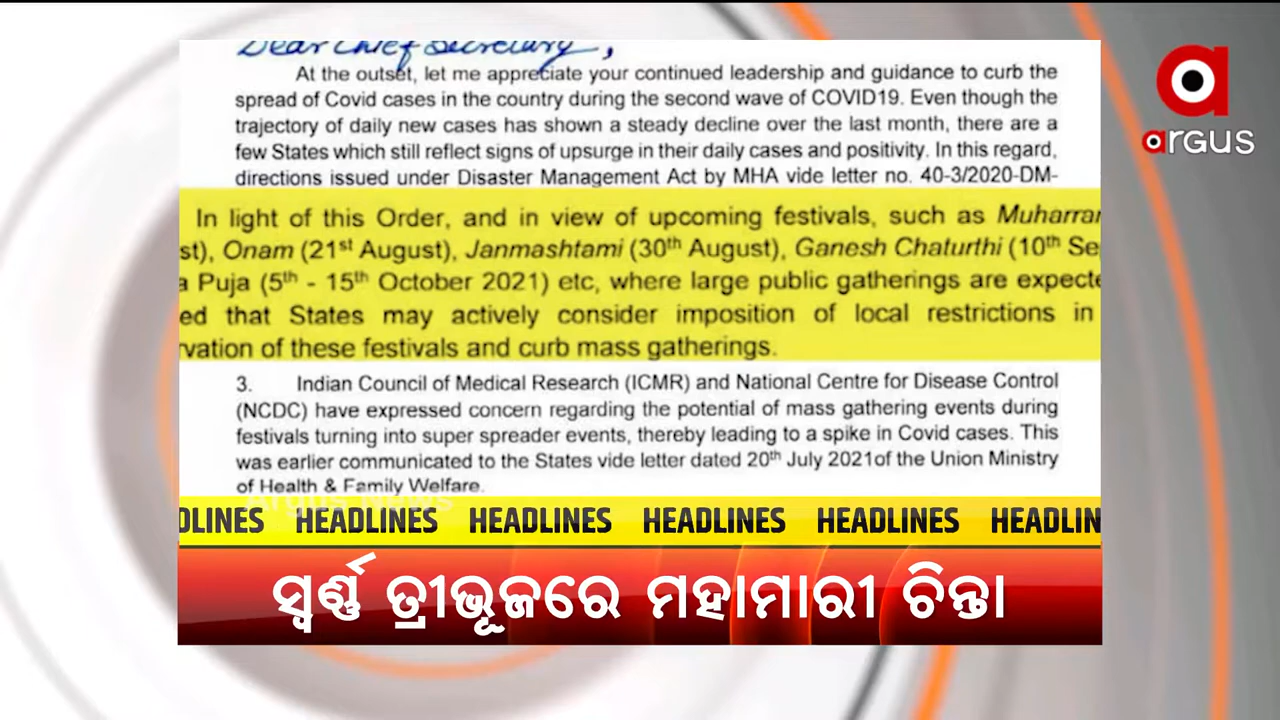 Dear Chief Secretary,
At the outset, let me appreciate your continued leadership and guidance to curb the
spread of Covid cases in the country during the second wave of COVID19. Even though the
trajectory of daily new cases has shown a steady decline over the last month, there are a
few States which still reflect signs of upsurge in their daily cases and positivity. In this regard,
directions issued under Disaster Management Act by MHA vide letter no. 40-3/2020-DM-
In light of this Order, and in view of upcoming festivals, such as Muharra
st), Onam (21st August), Janmashtami (30th August), Ganesh Chaturthi (10th Se
a Puja (5th - 15th October 2021) etc, where large public gatherings are expecte
ed that States may actively consider imposition of local restrictions in
rvation of these festivals and curb mass gatherings.
3. Indian Council of Medical Research (ICMR) and National Centre for Disease Control
(NCDC) have expressed concern regarding the potential of mass gathering events during
festivals turning into super spreader events, thereby leading to a spike in Covid cases. This
was earlier communicated to the States vide letter dated 20th July 2021of the Union Ministry
of Health & Family Welfare.
Argus News
DLINES HEADLINES HEADLINES HEADLINES HEADLINES HEADLIN
ସ୍ୱର୍ଣ୍ଣ ତ୍ରୀଭୂଜରେ ମହାମାରୀ ଚିନ୍ତା
a
argus